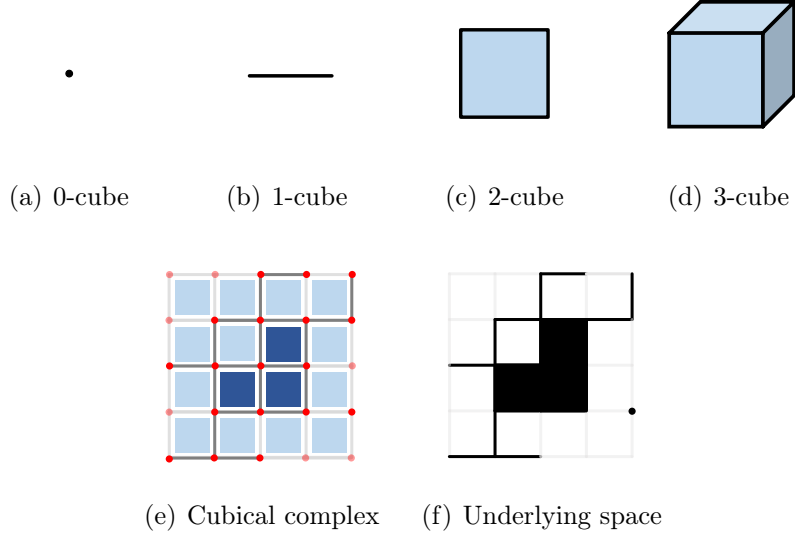 (a) 0-cube (b) 1-cube (c) 2-cube (d) 3-cube
(e) Cubical complex (f) Underlying space